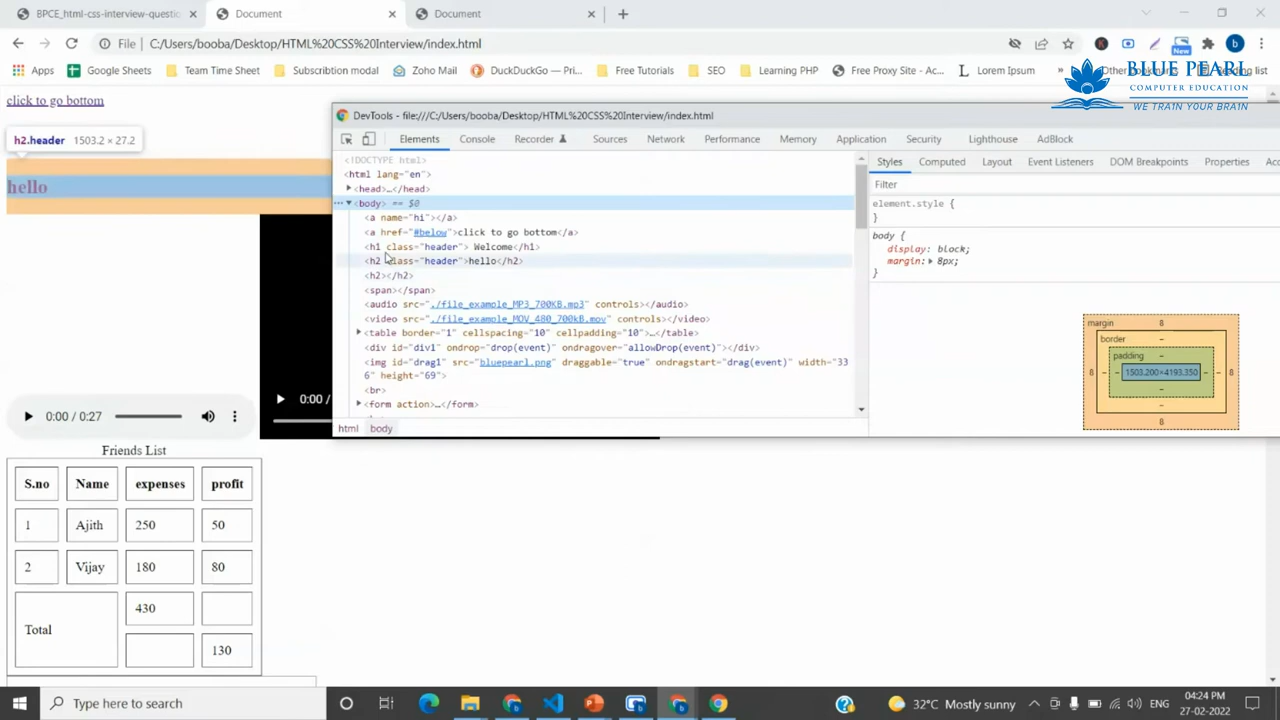 BPCE_html-css-interview-questio
Document
Document
File
C:/Users/booba/Desktop/HTML%20CSS%20Interview/index.html
New
b
Apps
Google Sheets
Team Time Sheet
Subscribtion modal
Zoho Mail
DuckDuckGo — Pri...
Free Tutorials
SEO
Learning PHP
Free Proxy Site - Ac...
Lorem Ipsum
»
Other bookmarks
Reading list
BLUE PEARL
COMPUTER EDUCATION
WE TRAIN YOUR BRAIN
click to go bottom
h2.header 1503.2 × 27.2
hello
DevTools - file:///C:/Users/booba/Desktop/HTML%20CSS%20Interview/index.html
Elements Console Recorder Sources Network Performance Memory Application Security Lighthouse AdBlock
<!DOCTYPE html>
<html lang="en">
<head>…</head>
<body> == $0
<a name="hi"></a>
<a href="#below">click to go bottom</a>
<h1 class="header"> Welcome</h1>
<h2 class="header">hello</h2>
<h2></h2>
<span></span>
<audio src="./file_example_MP3_700KB.mp3" controls></audio>
<video src="./file_example_MOV_480_700kB.mov" controls></video>
<table border="1" cellspacing="10" cellpadding="10">…</table>
<div id="div1" ondrop="drop(event)" ondragover="allowDrop(event)"></div>
<img id="drag1" src="bluepearl.png" draggable="true" ondragstart="drag(event)" width="33
6" height="69">
<br>
<form action>…</form>
html body
Styles Computed Layout Event Listeners DOM Breakpoints Properties Acc
Filter
element.style {
}
body {
display: block;
margin: 8px;
}
margin 8
border –
padding –
8 – – 1503.200×4193.350 – – 8
–
–
8
0:00 / 0:27
0:00 /
Friends List
S.no Name expenses profit
1 Ajith 250 50
2 Vijay 180 80
Total 430
130
Type here to search
32°C Mostly sunny
ENG
04:24 PM
27-02-2022